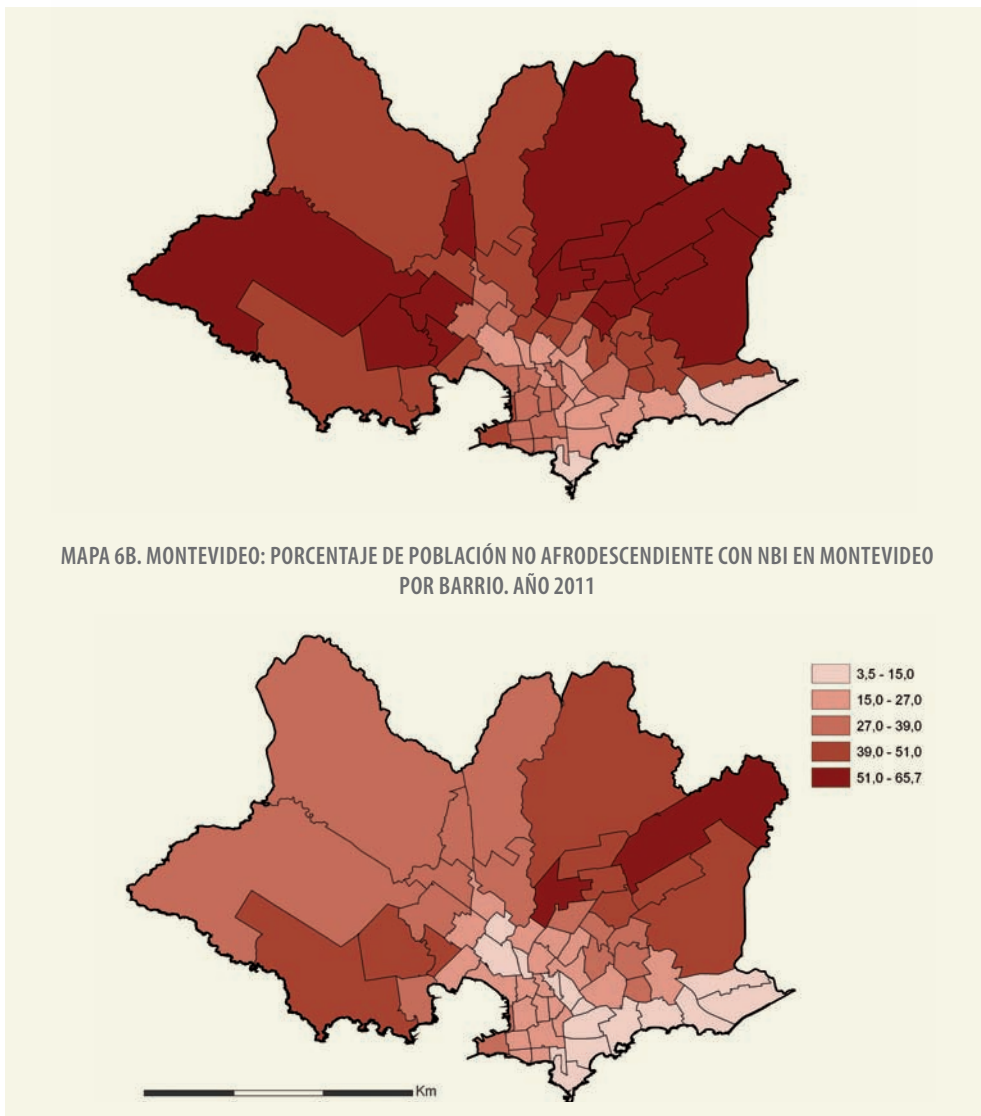 MAPA 6B. MONTEVIDEO: PORCENTAJE DE POBLACIÓN NO AFRODESCENDIENTE CON NBI EN MONTEVIDEO
POR BARRIO. AÑO 2011
3,5 - 15,0
15,0 - 27,0
27,0 - 39,0
39,0 - 51,0
51,0 - 65,7
Km